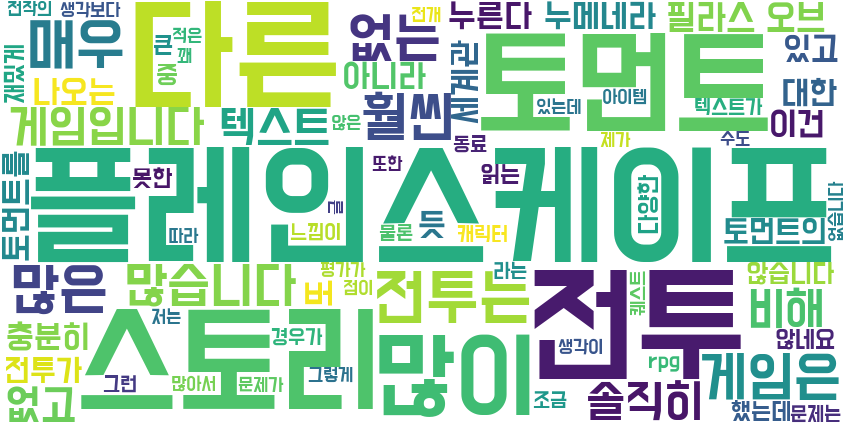 전작의 생각보다 다른 없는 전개 누른다 누메네라 필라스 오브
재밌게 매우 큰 적은 꽤 중 아니라 세계관 토먼트 있고
나오는 훨씬 있는데 아이템 텍스트가 대한
게임입니다 텍스트 않은 동료 제가 수도 이건
토먼트를 못한 플레인스케이프 또한 읽는 다양한
따라 느낌이 를 물론 듯 캐릭터 토먼트의 없습니다
많은 많습니다 평가가 버 점이 전투는 라는 전투 퀘스트 않습니다 비해
충분히 저는 스토리 경우가 많이 생각이 rpg 않네요
전투가 그런 많아서 문제가 그렇게 게임은
없고 조금 솔직히 했는데 문제는